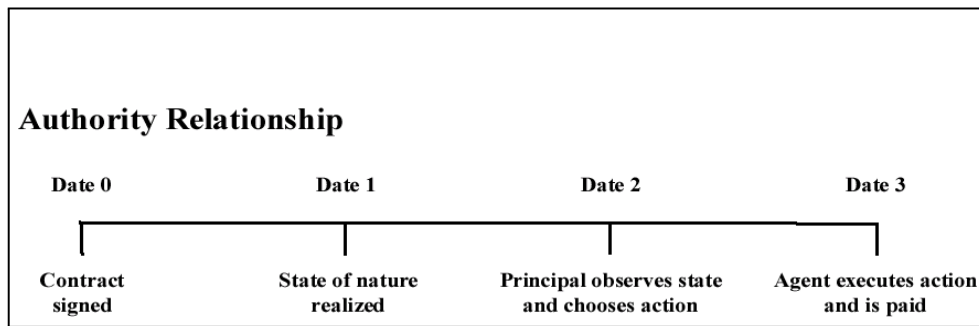 Authority Relationship
Date 0 Date 1 Date 2 Date 3
Contract State of nature Principal observes state Agent executes action
signed realized and chooses action and is paid